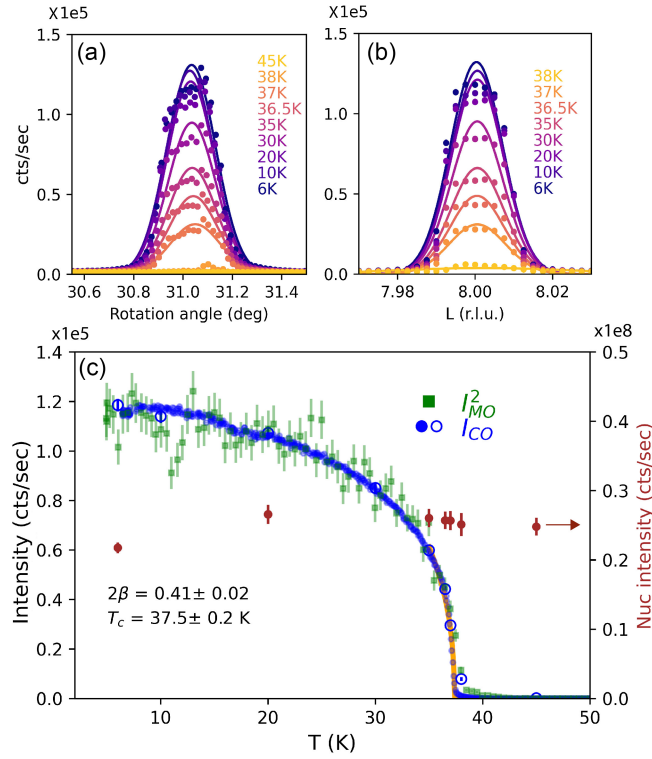 X1e5
X1e5
(a)
(b)
1.5
1.0
0.5
0.0
cts/sec
45K
38K
37K
36.5K
35K
30K
20K
10K
6K
30.6 30.8 31.0 31.2 31.4
Rotation angle (deg)
1.5
1.0
0.5
0.0
38K
37K
36.5K
35K
30K
20K
10K
6K
7.98 8.00 8.02
L (r.l.u.)
x1e5
x1e8
(c)
1.4
1.2
1.0
0.8
0.6
0.4
0.2
0.0
Intensity (cts/sec)
I²MO
ICO
2β = 0.41± 0.02
Tc = 37.5± 0.2 K
0.5
0.4
0.3
0.2
0.1
0.0
Nuc intensity (cts/sec)
10 20 30 40 50
T (K)